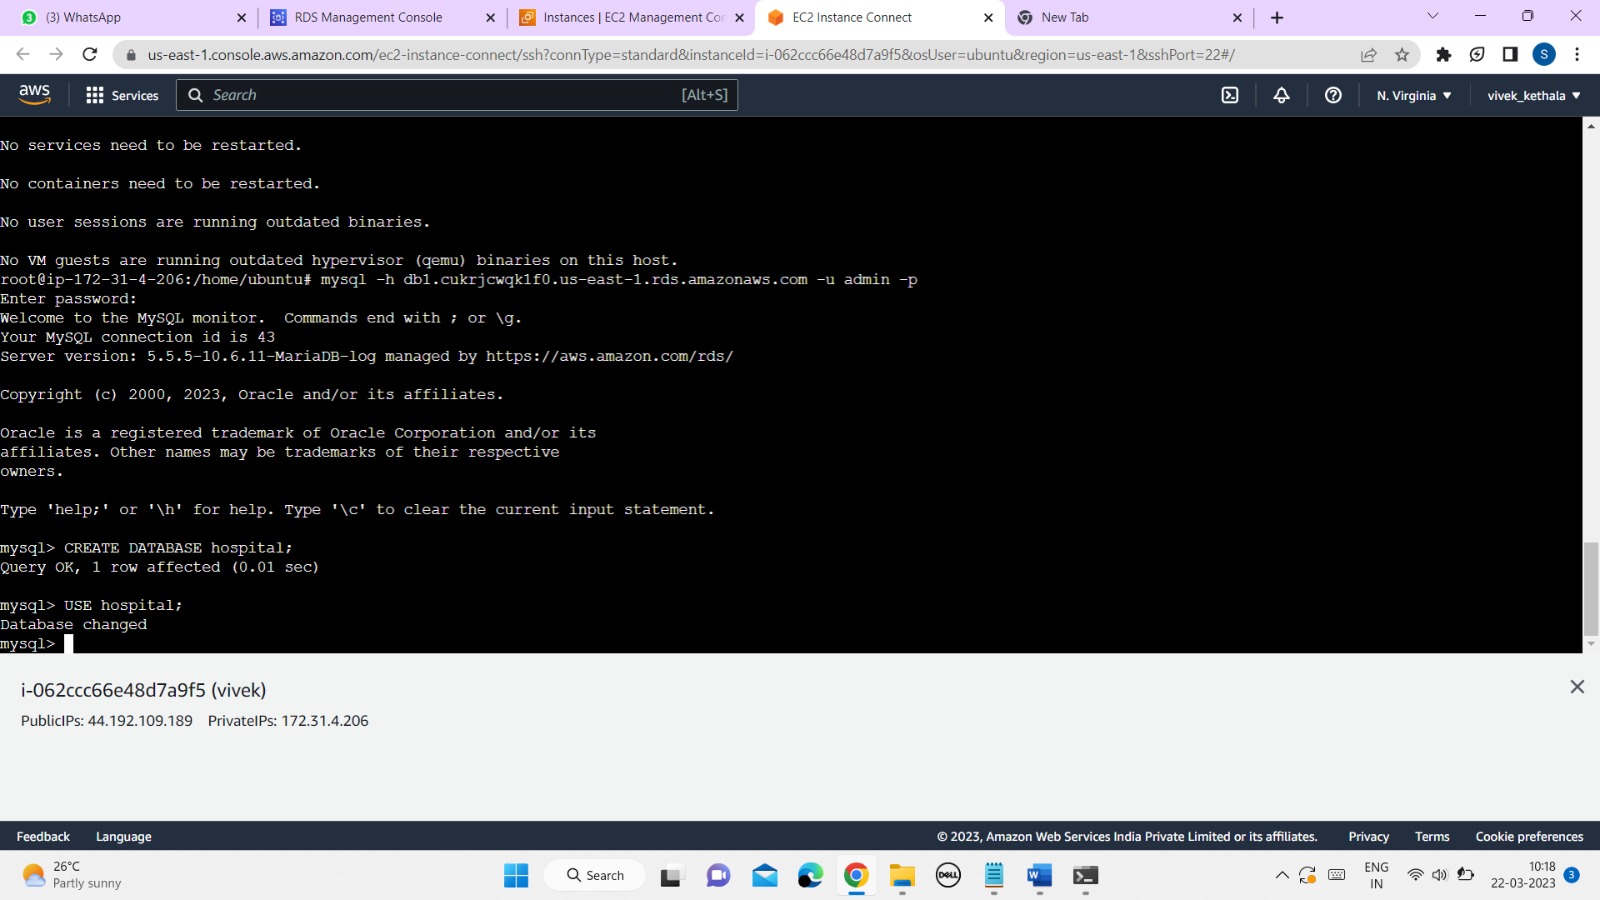 (3) WhatsApp
RDS Management Console
Instances | EC2 Management Con
EC2 Instance Connect
New Tab
us-east-1.console.aws.amazon.com/ec2-instance-connect/ssh?connType=standard&instanceId=i-062ccc66e48d7a9f5&osUser=ubuntu&region=us-east-1&sshPort=22#/
S
aws
Services
Search
[Alt+S]
N. Virginia
vivek_kethala
No services need to be restarted.
No containers need to be restarted.
No user sessions are running outdated binaries.
No VM guests are running outdated hypervisor (qemu) binaries on this host.
root@ip-172-31-4-206:/home/ubuntu# mysql -h db1.cukrjcwqk1f0.us-east-1.rds.amazonaws.com -u admin -p
Enter password:
Welcome to the MySQL monitor.  Commands end with ; or \g.
Your MySQL connection id is 43
Server version: 5.5.5-10.6.11-MariaDB-log managed by https://aws.amazon.com/rds/
Copyright (c) 2000, 2023, Oracle and/or its affiliates.
Oracle is a registered trademark of Oracle Corporation and/or its
affiliates. Other names may be trademarks of their respective
owners.
Type 'help;' or '\h' for help. Type '\c' to clear the current input statement.
mysql> CREATE DATABASE hospital;
Query OK, 1 row affected (0.01 sec)
mysql> USE hospital;
Database changed
mysql>
i-062ccc66e48d7a9f5 (vivek)
PublicIPs: 44.192.109.189 PrivateIPs: 172.31.4.206
Feedback
Language
© 2023, Amazon Web Services India Private Limited or its affiliates.
Privacy
Terms
Cookie preferences
26°C
Partly sunny
Search
DELL
ENG
IN
10:18
22-03-2023
3